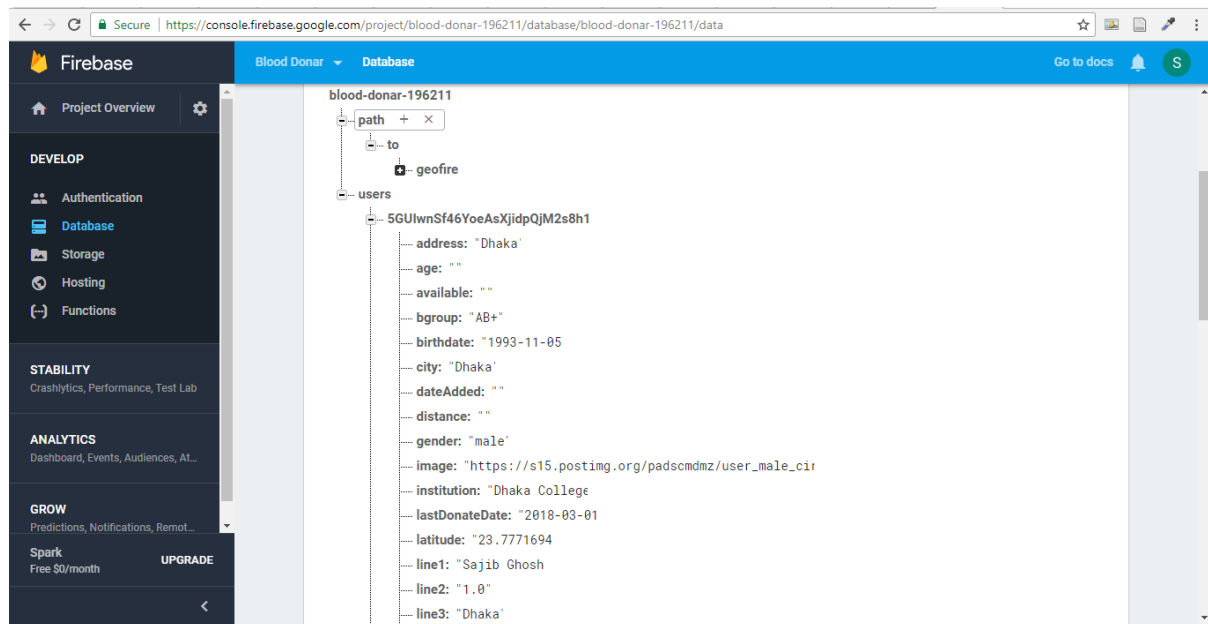 Secure | https://console.firebase.google.com/project/blood-donar-196211/database/blood-donar-196211/data
Firebase
Blood Donar Database Go to docs S
Project Overview
DEVELOP
Authentication
Database
Storage
Hosting
Functions
STABILITY
Crashlytics, Performance, Test Lab
ANALYTICS
Dashboard, Events, Audiences, At...
GROW
Predictions, Notifications, Remot...
Spark
Free $0/month
UPGRADE
blood-donar-196211
path + ×
to
geofire
users
5GUIwnSf46YoeAsXjidpQjM2s8h1
address: "Dhaka'
age: ""
available: ""
bgroup: "AB+"
birthdate: "1993-11-05
city: "Dhaka'
dateAdded: ""
distance: ""
gender: "male'
image: "https://s15.postimg.org/padscmdmz/user_male_cir
institution: "Dhaka College
lastDonateDate: "2018-03-01
latitude: "23.7771694
line1: "Sajib Ghosh
line2: "1.0"
line3: "Dhaka'